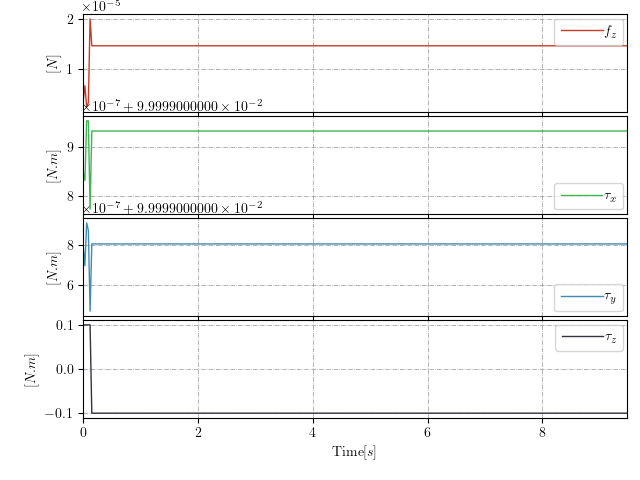 ×10⁻⁵
2
1
[N]
f_z
×10⁻⁷ + 9.9999000000 × 10⁻²
9
8
[N.m]
τ_x
×10⁻⁷ + 9.9999000000 × 10⁻²
8
6
[N.m]
τ_y
0.1
0.0
−0.1
[N.m]
τ_z
0 2 4 6 8
Time[s]